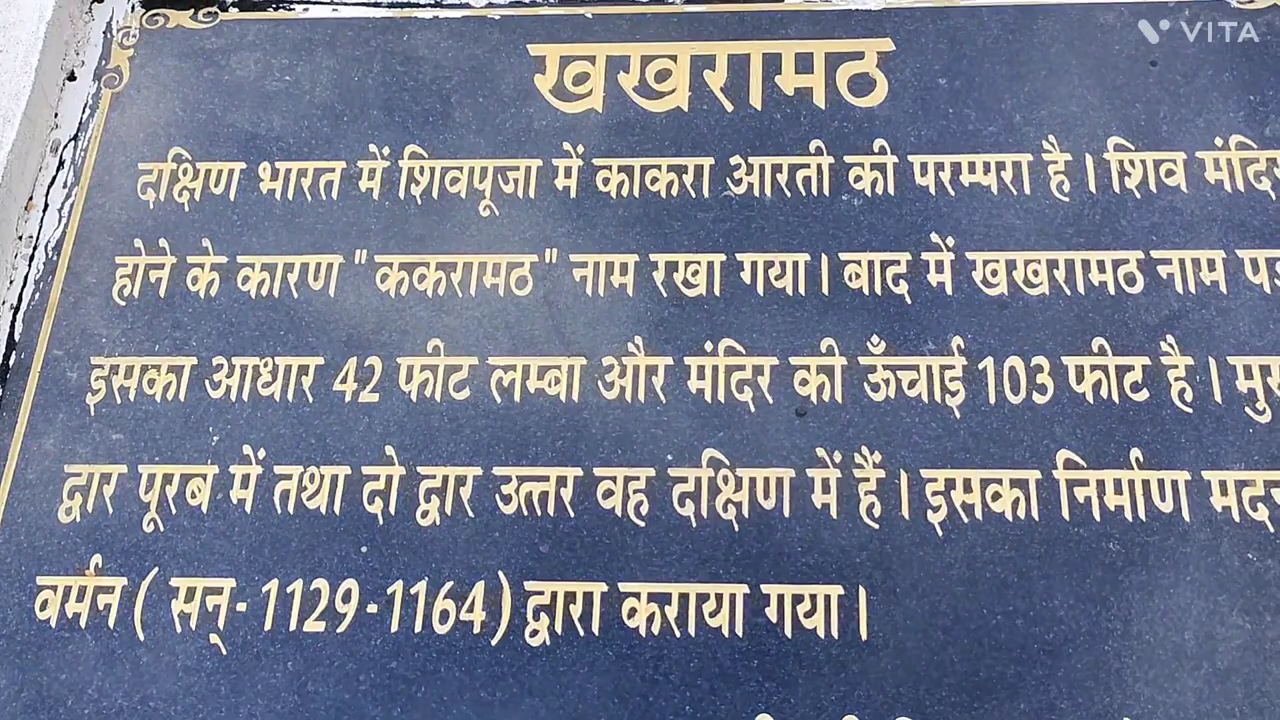 VITA
खखरामठ
दक्षिण भारत में शिवपूजा में काकरा आरती की परम्परा है। शिव
होने के कारण "ककरामठ" नाम रखा गया। बाद में खखरामठ नाम
इसका आधार 42 फीट लम्बा और मंदिर की ऊँचाई 103 फीट है।
द्वार पूरब में तथा दो द्वार उत्तर वह दक्षिण में हैं। इसका निर्माण
वर्मन ( सन्- 1129-1164) द्वारा कराया गया।